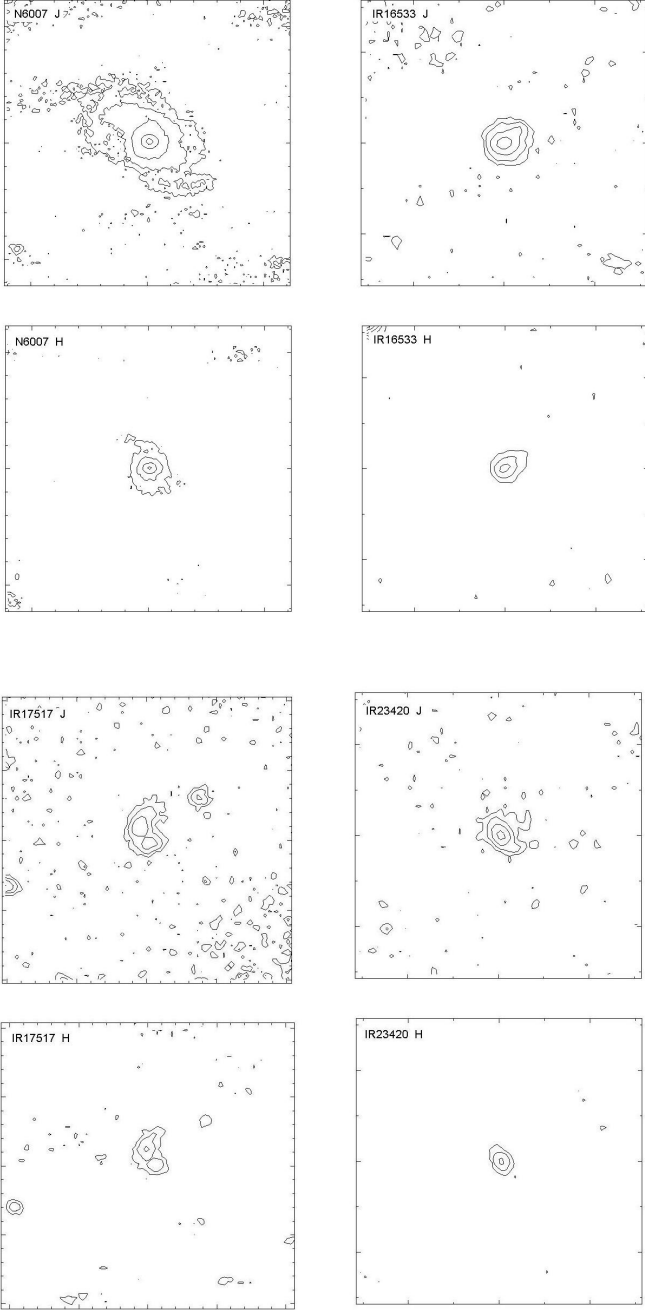 N6007 J
IR16533 J
N6007 H
IR16533 H
IR17517 J
IR23420 J
IR17517 H
IR23420 H